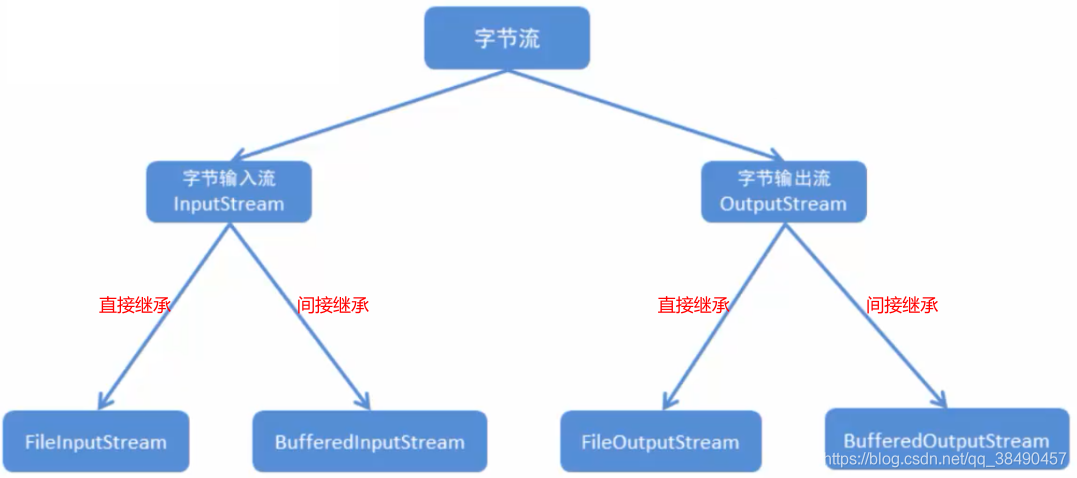 字节流
字节输入流
InputStream
字节输出流
OutputStream
直接继承
间接继承
直接继承
间接继承
FileInputStream
BufferedInputStream
FileOutputStream
BufferedOutputStream
https://blog.csdn.net/qq_38490457